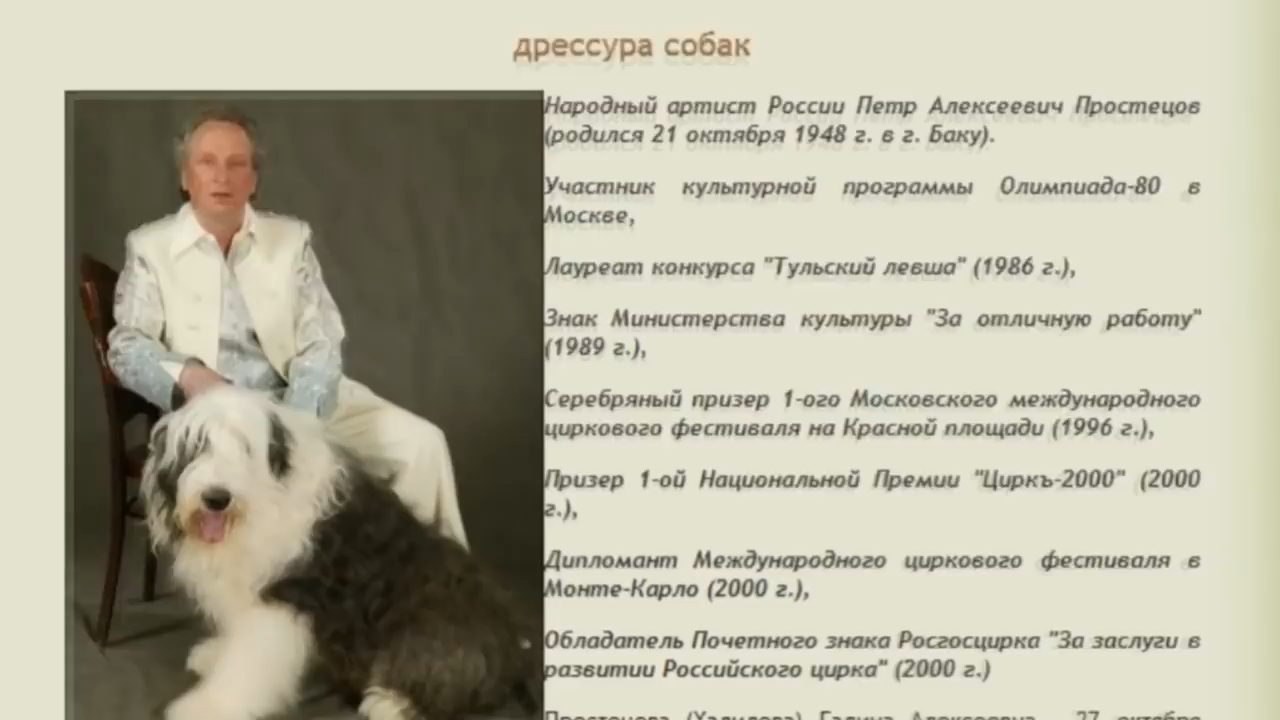 дрессура собак
Народный артист России Петр Алексеевич Простецов
(родился 21 октября 1948 г. в г. Баку).
Участник культурной программы Олимпиада-80 в
Москве,
Лауреат конкурса "Тульский левша" (1986 г.),
Знак Министерства культуры "За отличную работу"
(1989 г.),
Серебряный призер 1-ого Московского международного
циркового фестиваля на Красной площади (1996 г.),
Призер 1-ой Национальной Премии "Циркъ-2000" (2000
г.),
Дипломант Международного циркового фестиваля в
Монте-Карло (2000 г.),
Обладатель Почетного знака Росгосцирка "За заслуги в
развитии Российского цирка" (2000 г.)